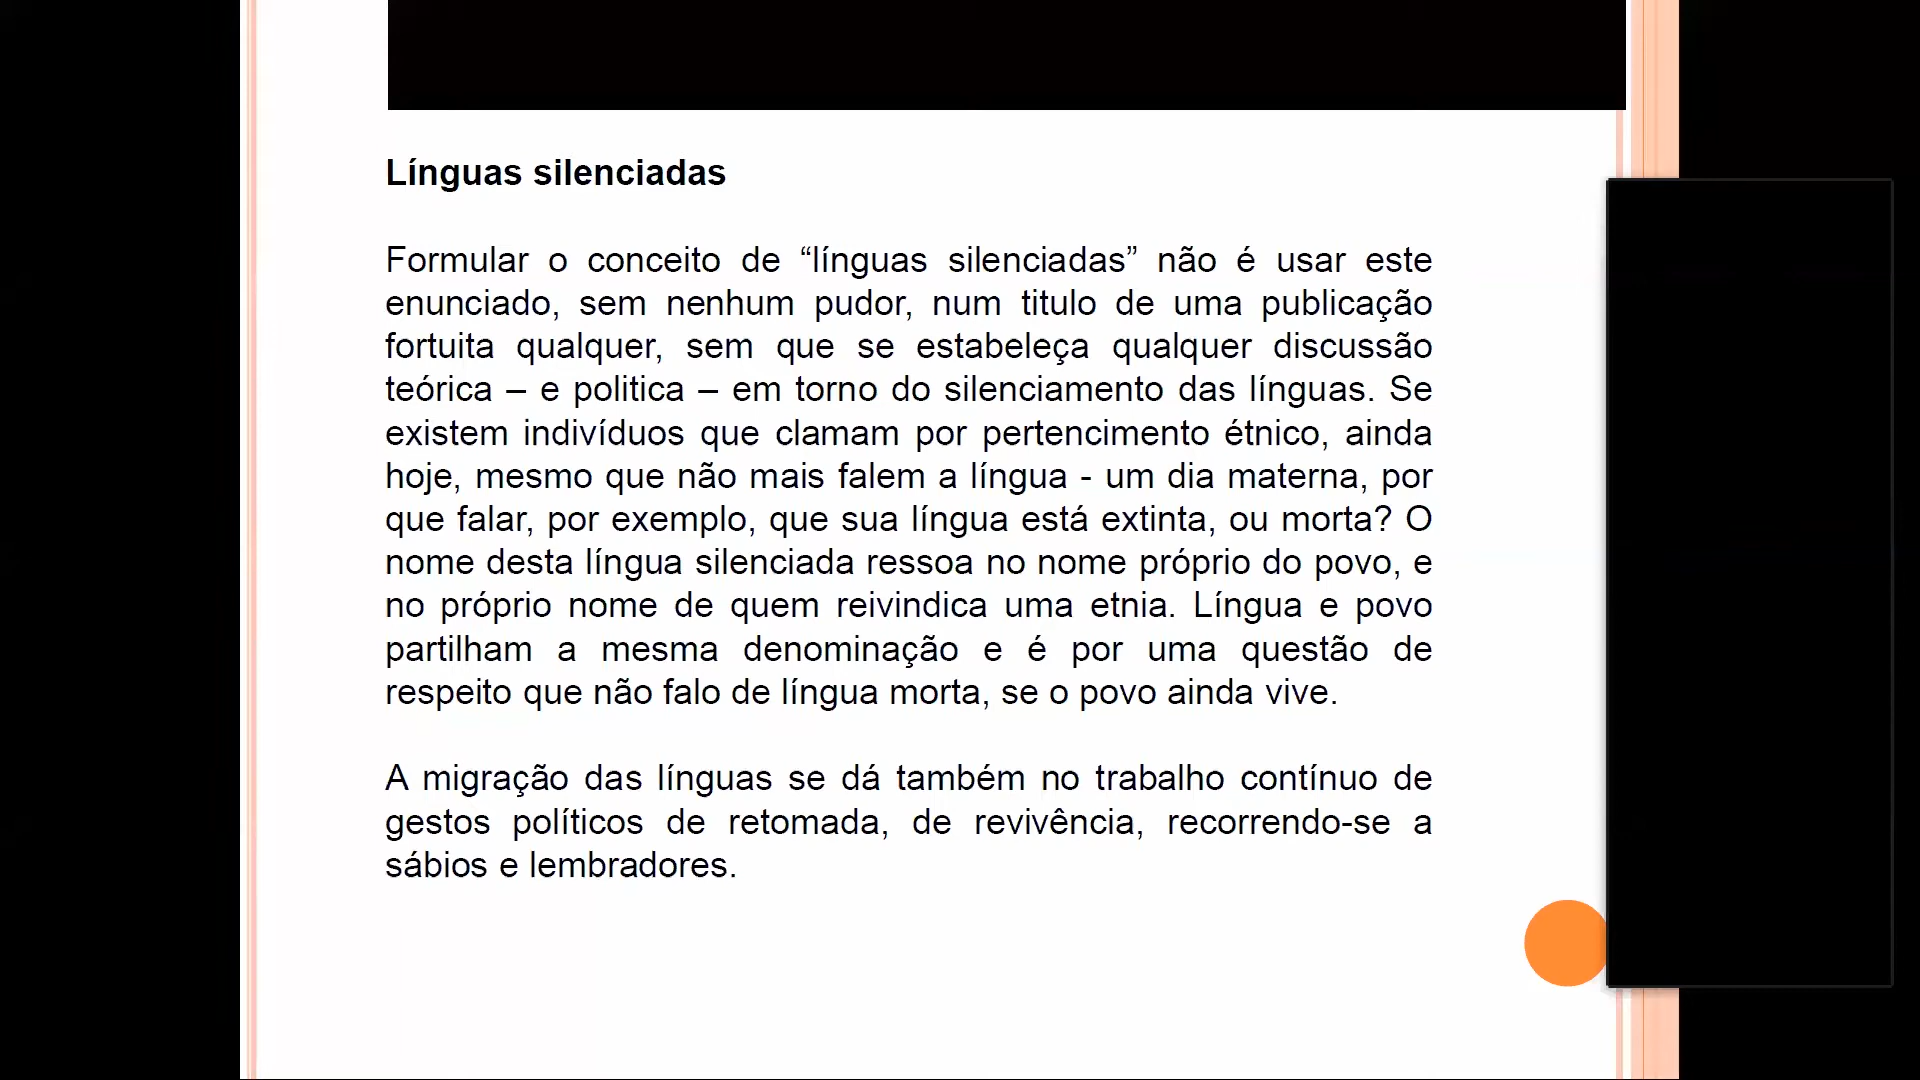 Línguas silenciadas
Formular o conceito de “línguas silenciadas” não é usar este
enunciado, sem nenhum pudor, num titulo de uma publicação
fortuita qualquer, sem que se estabeleça qualquer discussão
teórica – e politica – em torno do silenciamento das línguas. Se
existem indivíduos que clamam por pertencimento étnico, ainda
hoje, mesmo que não mais falem a língua - um dia materna, por
que falar, por exemplo, que sua língua está extinta, ou morta? O
nome desta língua silenciada ressoa no nome próprio do povo, e
no próprio nome de quem reivindica uma etnia. Língua e povo
partilham a mesma denominação e é por uma questão de
respeito que não falo de língua morta, se o povo ainda vive.
A migração das línguas se dá também no trabalho contínuo de
gestos políticos de retomada, de revivência, recorrendo-se a
sábios e lembradores.